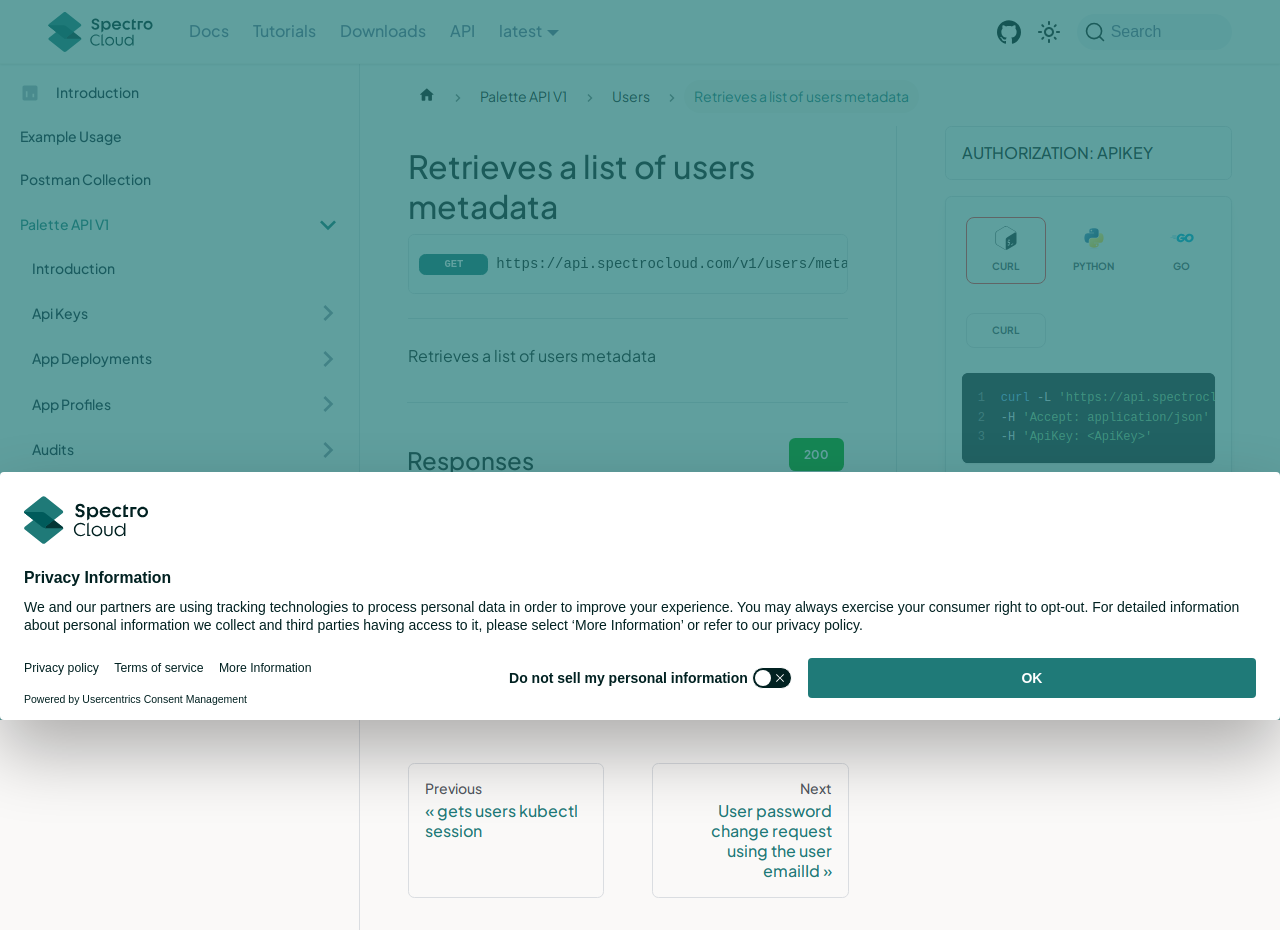 Spectro Cloud
Docs
Tutorials
Downloads
API
latest
Search
Introduction
Example Usage
Postman Collection
Palette API V1
Introduction
Api Keys
App Deployments
App Profiles
Audits
Palette API V1
Users
Retrieves a list of users metadata
Retrieves a list of users
metadata
GET
https://api.spectrocloud.com/v1/users/meta
Retrieves a list of users metadata
Responses
200
AUTHORIZATION: APIKEY
CURL
PYTHON
GO
CURL
1 curl -L 'https://api.spectrocl
2 -H 'Accept: application/json'
3 -H 'ApiKey: <ApiKey>'
Spectro
Cloud
Privacy Information
We and our partners are using tracking technologies to process personal data in order to improve your experience. You may always exercise your consumer right to opt-out. For detailed information
about personal information we collect and third parties having access to it, please select ‘More Information’ or refer to our privacy policy.
Privacy policy
Terms of service
More Information
Powered by Usercentrics Consent Management
Do not sell my personal information
OK
Previous
« gets users kubectl
session
Next
User password
change request
using the user
emailId »